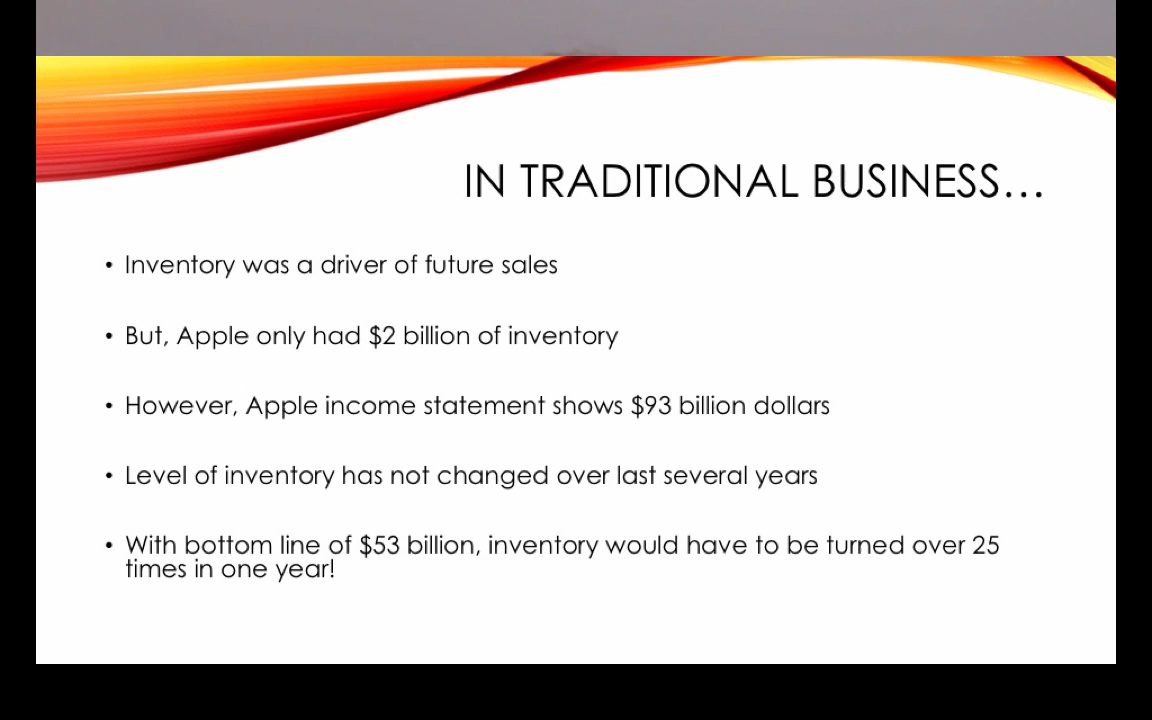 IN TRADITIONAL BUSINESS…
• Inventory was a driver of future sales
• But, Apple only had $2 billion of inventory
• However, Apple income statement shows $93 billion dollars
• Level of inventory has not changed over last several years
• With bottom line of $53 billion, inventory would have to be turned over 25
times in one year!